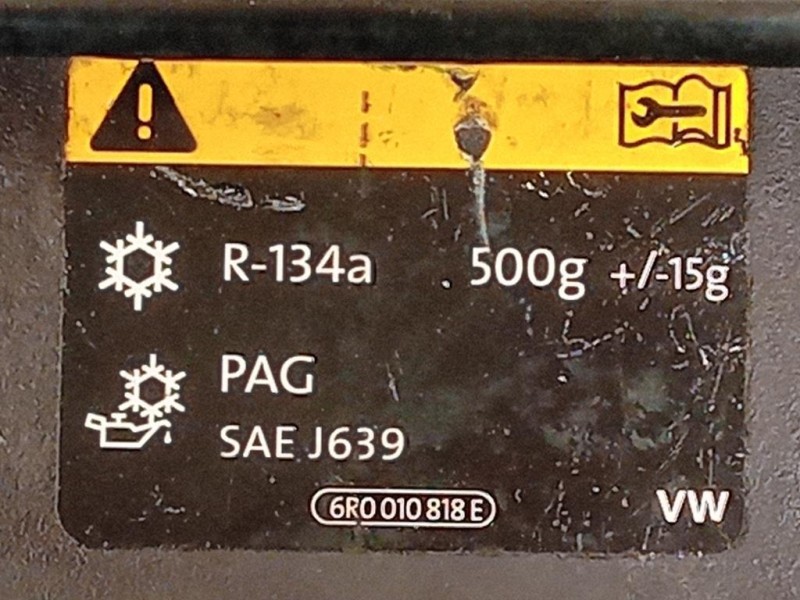 R-134a 500g +/-15g
PAG
SAE J639
6R0 010 818 E
VW